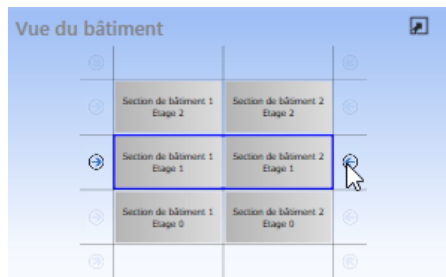 Vue du bâtiment
Section de bâtiment 1
Etage 2
Section de bâtiment 2
Etage 2
Section de bâtiment 1
Etage 1
Section de bâtiment 2
Etage 1
Section de bâtiment 1
Etage 0
Section de bâtiment 2
Etage 0